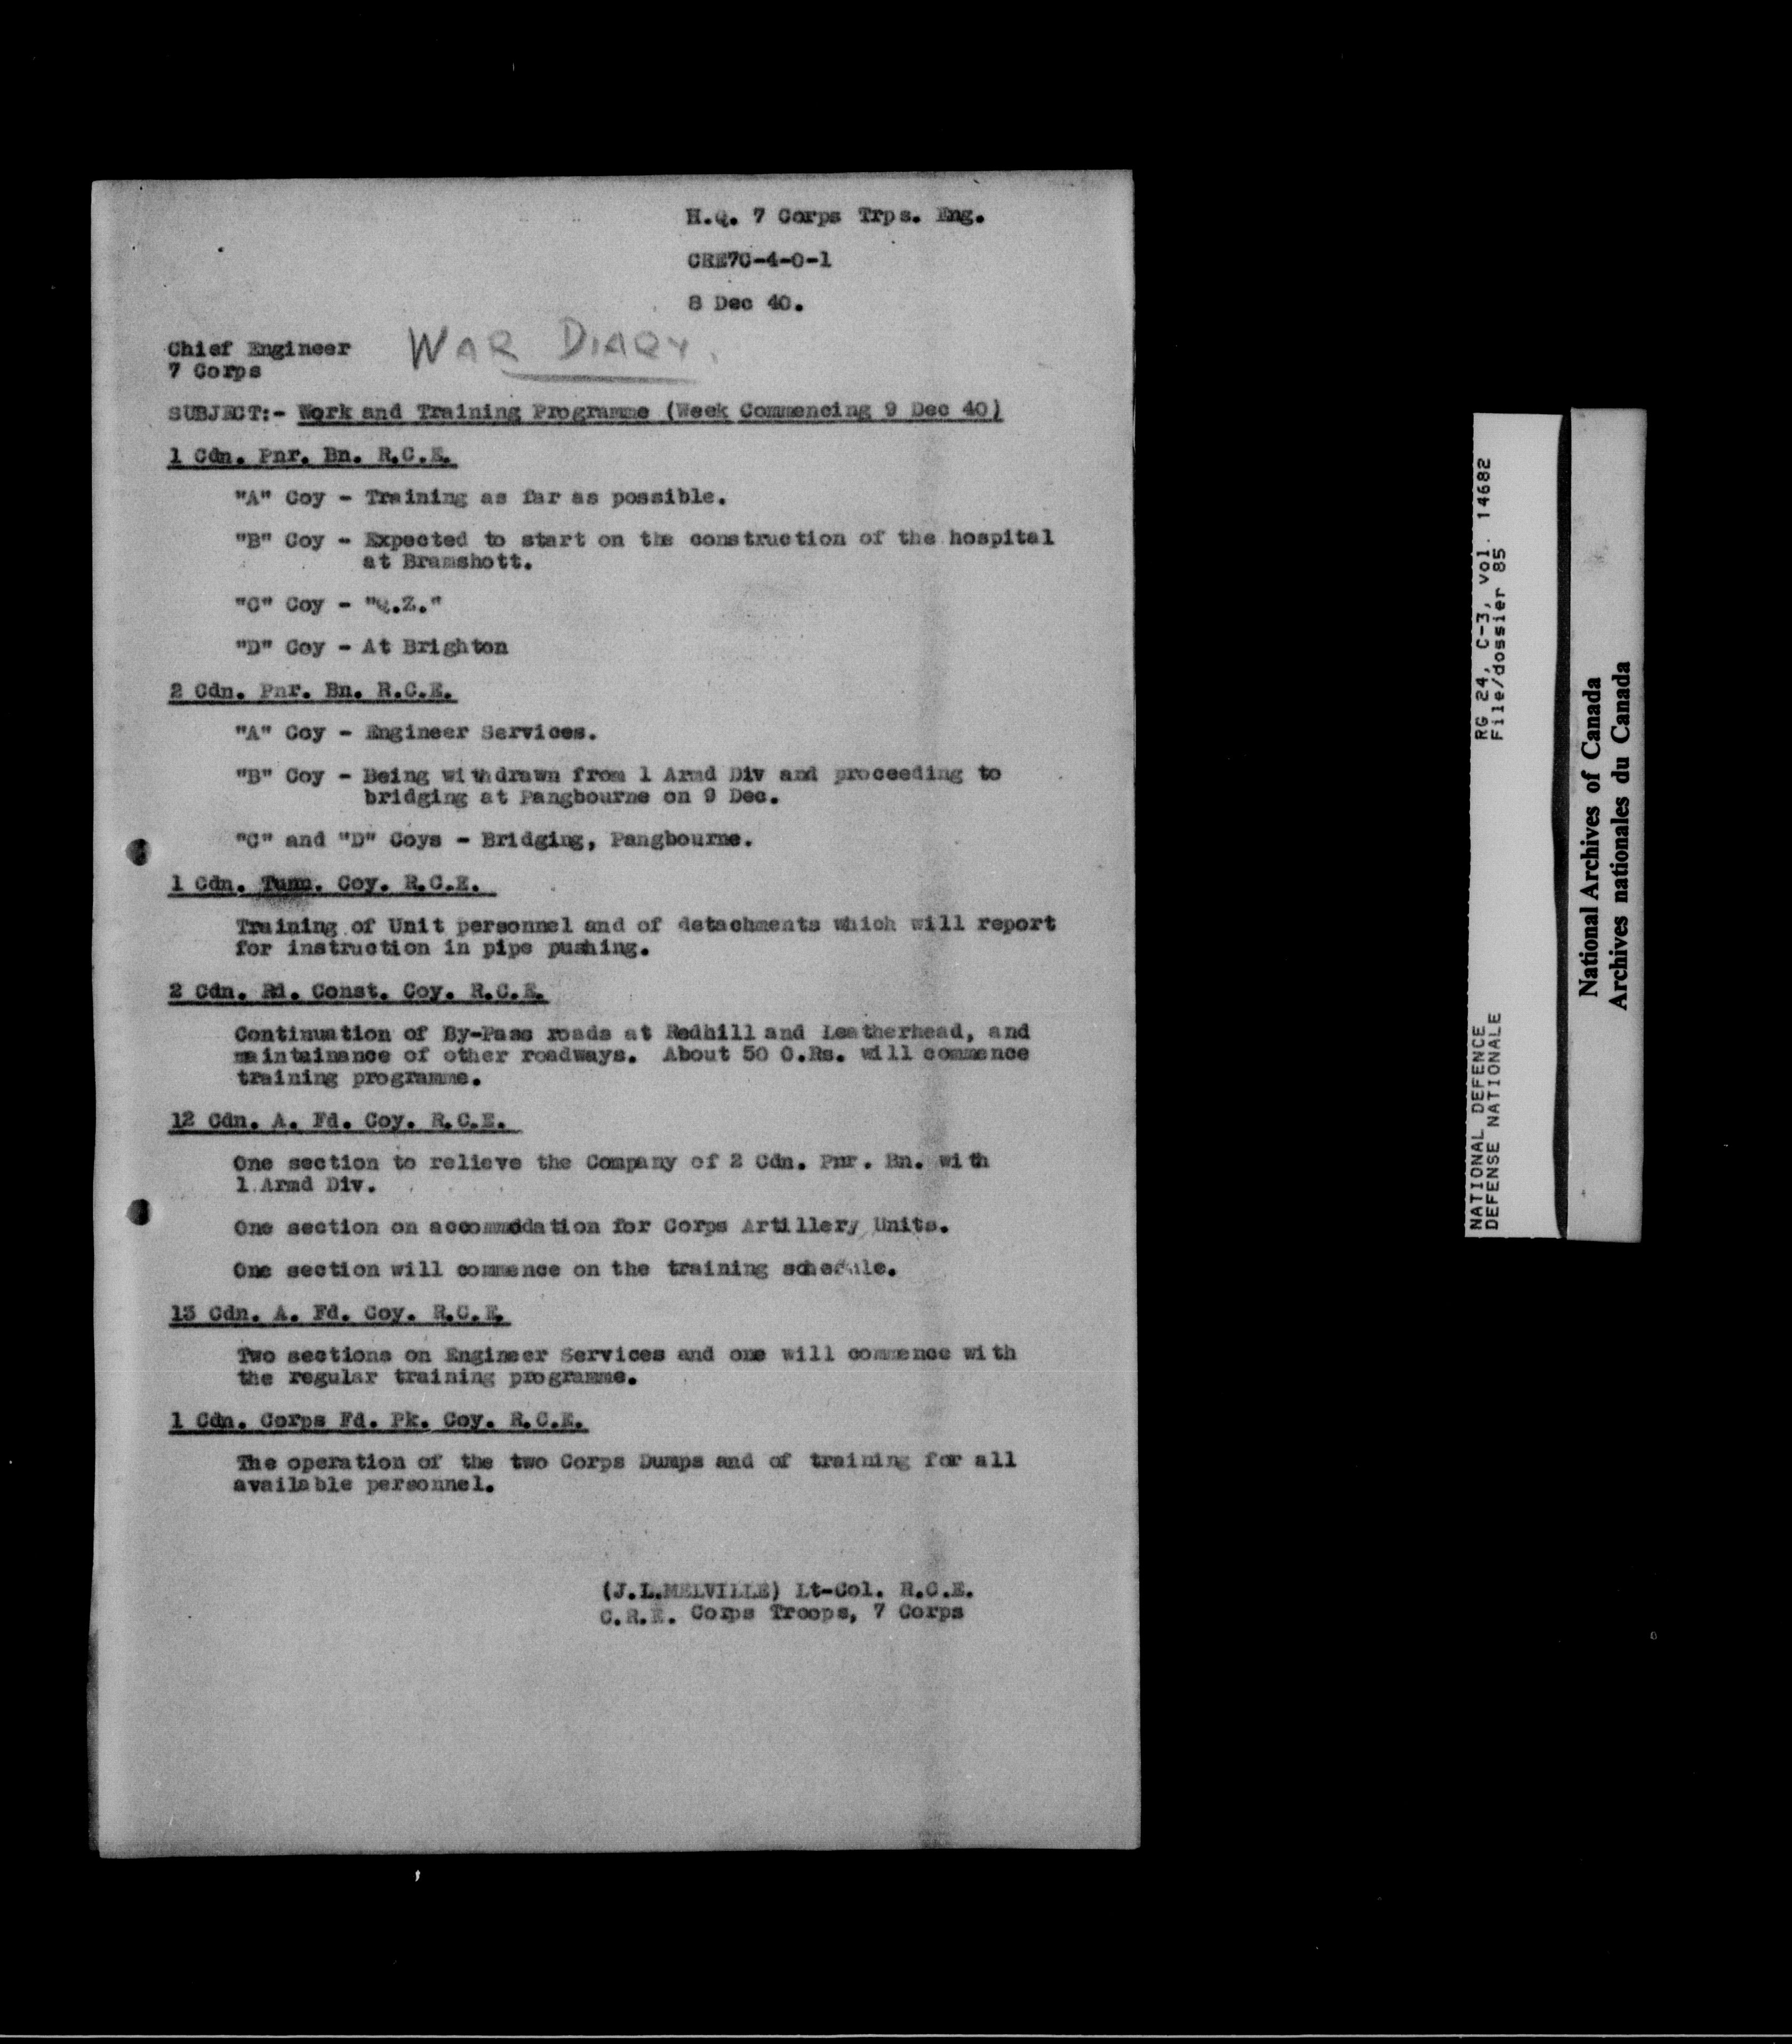 H.Q. 7 Corps Trps. Eng.
CRE7C-4-0-1
8 Dec 40.
WAR DIARY.
Chief Engineer
7 Corps
SUBJECT:- Work and Training Programme (Week Commencing 9 Dec 40)
1 Cdn. Pnr. Bn. R.C.E.
"A" Coy - Training as far as possible.
"B" Coy - Expected to start on the construction of the hospital
at Bramshott.
"C" Coy - "Q.Z."
"D" Coy - At Brighton
2 Cdn. Pnr. Bn. R.C.E.
"A" Coy - Engineer Services.
"B" Coy - Being withdrawn from 1 Armd Div and proceeding to
bridging at Pangbourne on 9 Dec.
"C" and "D" Coys - Bridging, Pangbourne.
1 Cdn. Tunn. Coy. R.C.E.
Training of Unit personnel and of detachments which will report
for instruction in pipe pushing.
2 Cdn. Rd. Const. Coy. R.C.E.
Continuation of By-Pass roads at Redhill and Leatherhead, and
maintainance of other roadways. About 50 O.Rs. will commence
training programme.
12 Cdn. A. Fd. Coy. R.C.E.
One section to relieve the Company of 2 Cdn. Pnr. Bn. with
1 Armd Div.
One section on accommodation for Corps Artillery Units.
One section will commence on the training schedule.
13 Cdn. A. Fd. Coy. R.C.E.
Two sections on Engineer Services and one will commence with
the regular training programme.
1 Cdn. Corps Fd. Pk. Coy. R.C.E.
The operation of the two Corps Dumps and of training for all
available personnel.
(J.L.MELVILLE) Lt-Col. R.C.E.
C.R.E. Corps Troops, 7 Corps
NATIONAL DEFENCE RG 24, C-3, vol. 14682
DEFENSE NATIONALE File/dossier 85
National Archives of Canada
Archives nationales du Canada